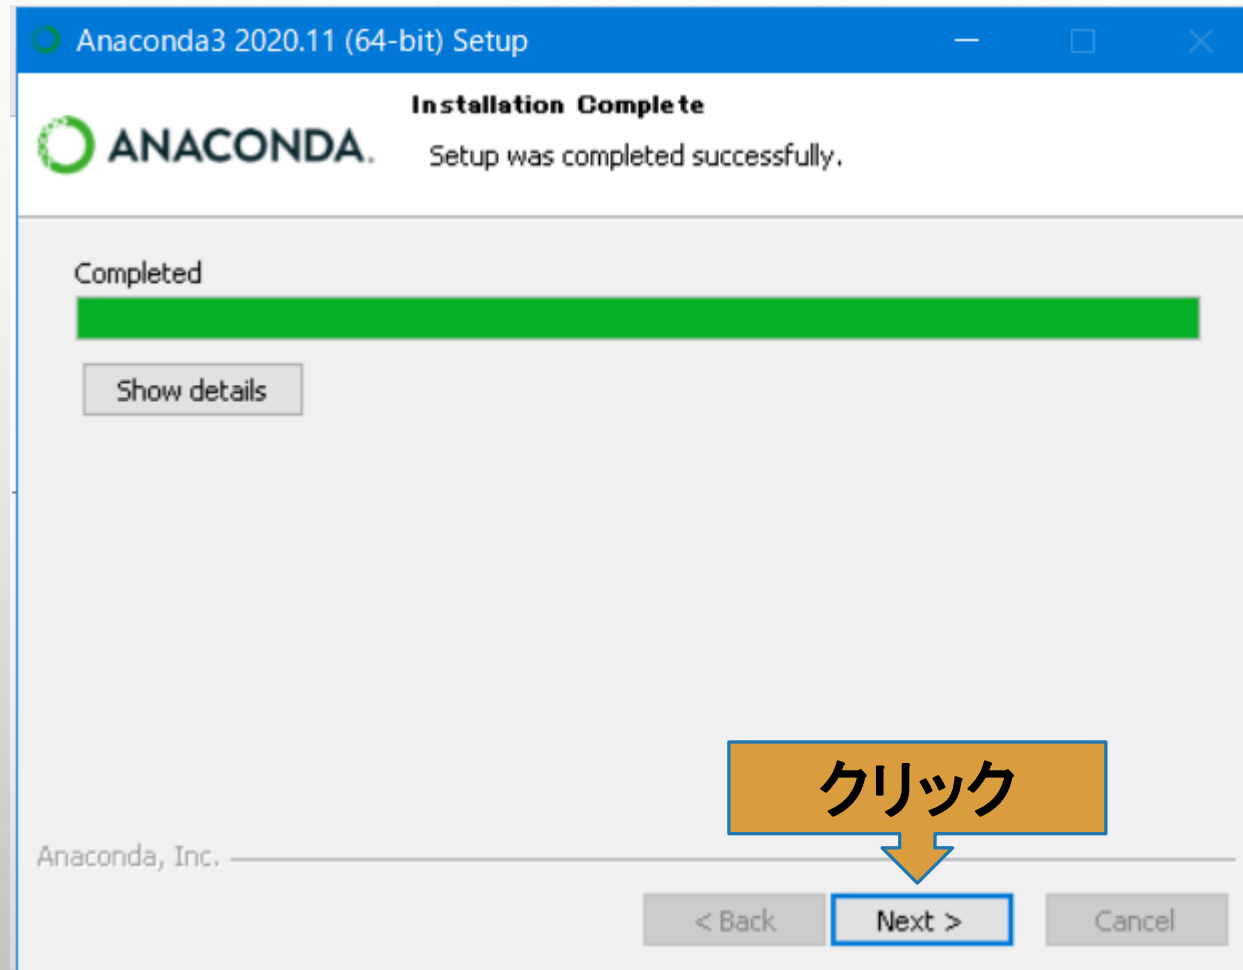 Anaconda3 2020.11 (64-bit) Setup
Installation Complete
ANACONDA.
Setup was completed successfully.
Completed
Show details
クリック
Anaconda, Inc.
< Back
Next >
Cancel